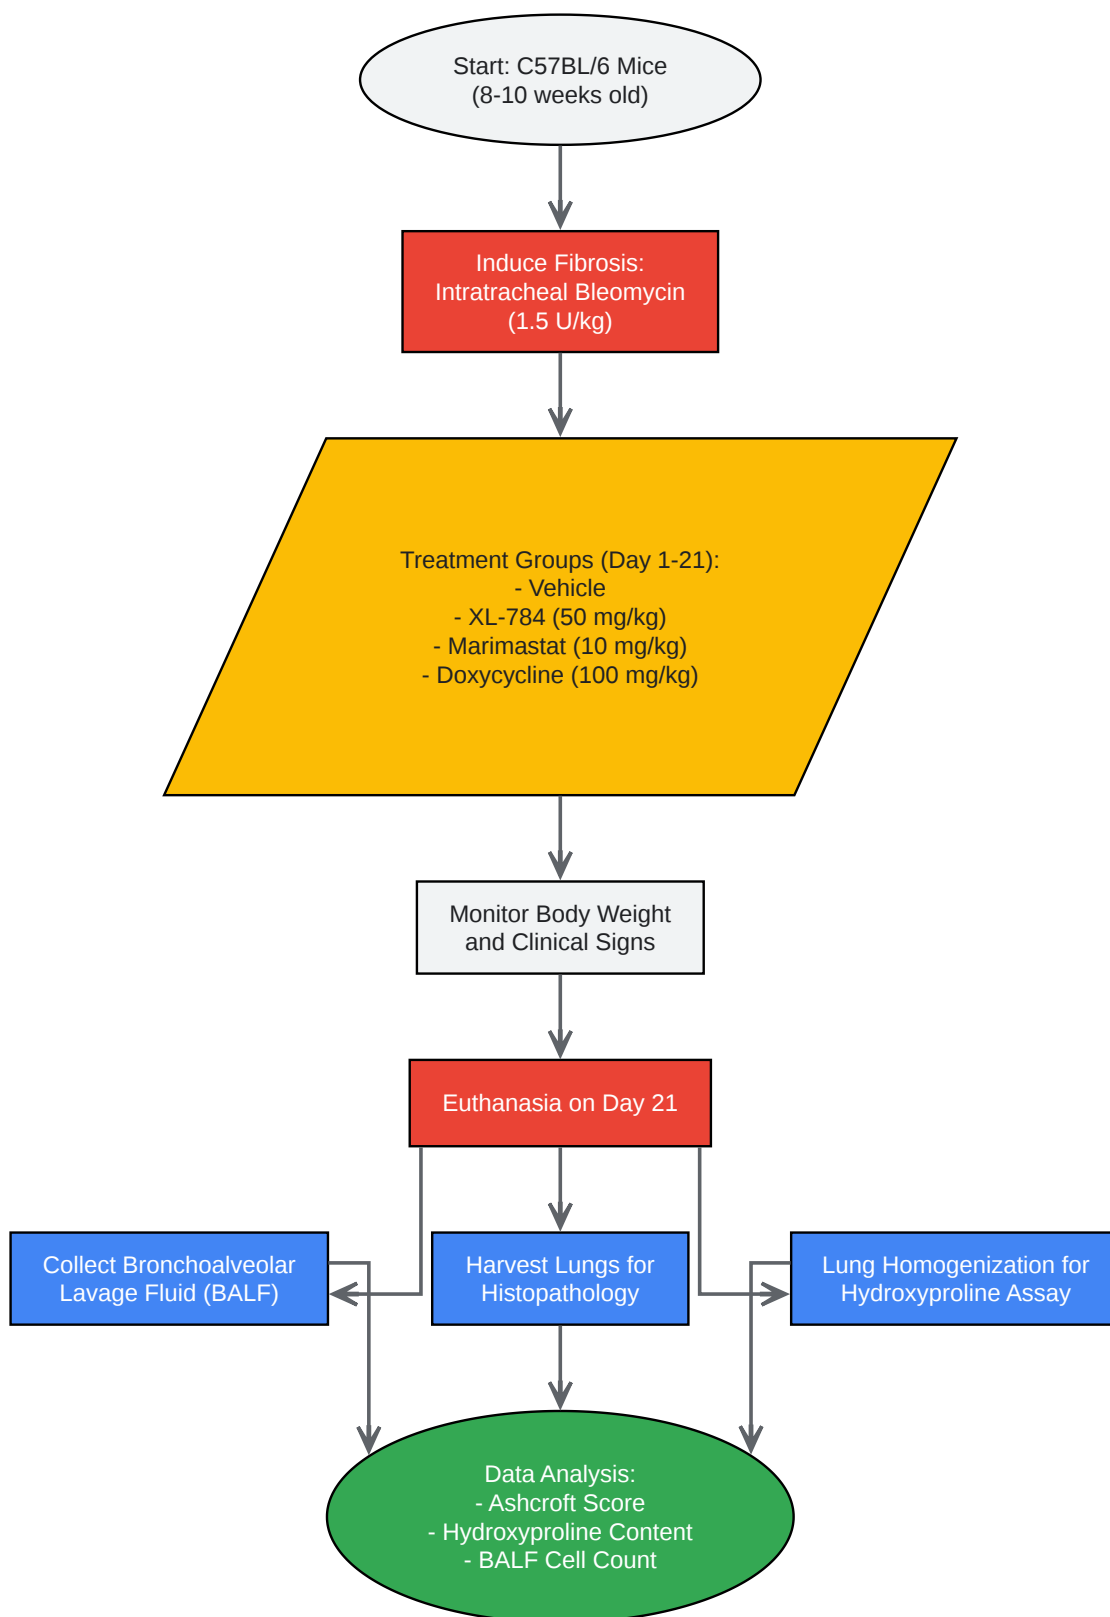 Start: C57BL/6 Mice
(8-10 weeks old)
Induce Fibrosis:
Intratracheal Bleomycin
(1.5 U/kg)
Treatment Groups (Day 1-21):
- Vehicle
- XL-784 (50 mg/kg)
- Marimastat (10 mg/kg)
- Doxycycline (100 mg/kg)
Monitor Body Weight
and Clinical Signs
Euthanasia on Day 21
Collect Bronchoalveolar
Lavage Fluid (BALF)
Harvest Lungs for
Histopathology
Lung Homogenization for
Hydroxyproline Assay
Data Analysis:
- Ashcroft Score
- Hydroxyproline Content
- BALF Cell Count